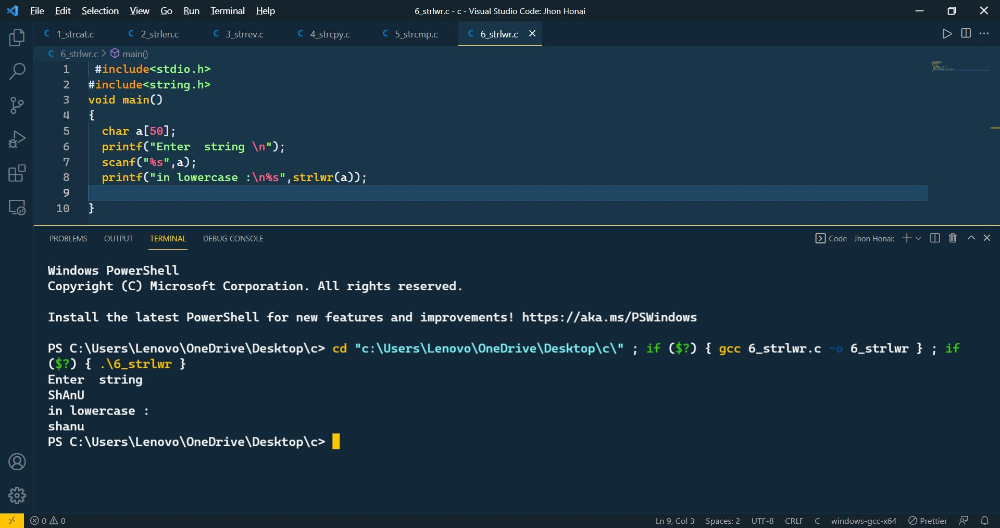 File Edit Selection View Go Run Terminal Help 6_strlwr.c - c - Visual Studio Code: Jhon Honai
C 1_strcat.c C 2_strlen.c C 3_strrev.c C 4_strcpy.c C 5_strcmp.c C 6_strlwr.c
C 6_strlwr.c > main()
1 #include<stdio.h>
2 #include<string.h>
3 void main()
4 {
5 char a[50];
6 printf("Enter  string \n");
7 scanf("%s",a);
8 printf("in lowercase :\n%s",strlwr(a));
9
10 }
PROBLEMS OUTPUT TERMINAL DEBUG CONSOLE Code - Jhon Honai:
Windows PowerShell
Copyright (C) Microsoft Corporation. All rights reserved.
Install the latest PowerShell for new features and improvements! https://aka.ms/PSWindows
PS C:\Users\Lenovo\OneDrive\Desktop\c> cd "c:\Users\Lenovo\OneDrive\Desktop\c\" ; if ($?) { gcc 6_strlwr.c -o 6_strlwr } ; if
($?) { .\6_strlwr }
Enter  string
ShAnU
in lowercase :
shanu
PS C:\Users\Lenovo\OneDrive\Desktop\c>
0 0 Ln 9, Col 3 Spaces: 2 UTF-8 CRLF C windows-gcc-x64 Prettier